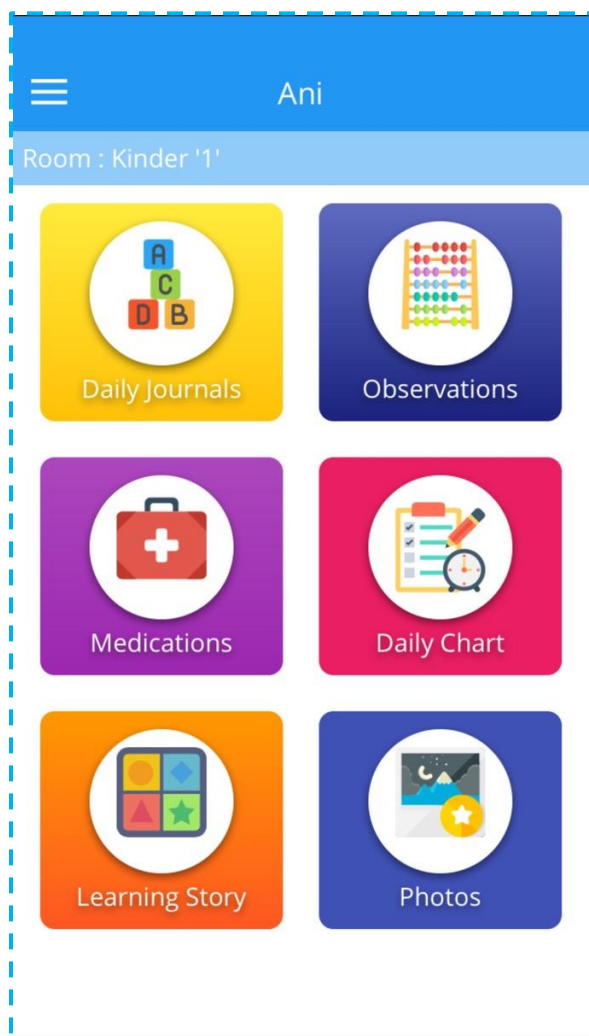 Ani
Room : Kinder '1'
A
C
D B
Daily Journals
Observations
Medications
Daily Chart
Learning Story
Photos